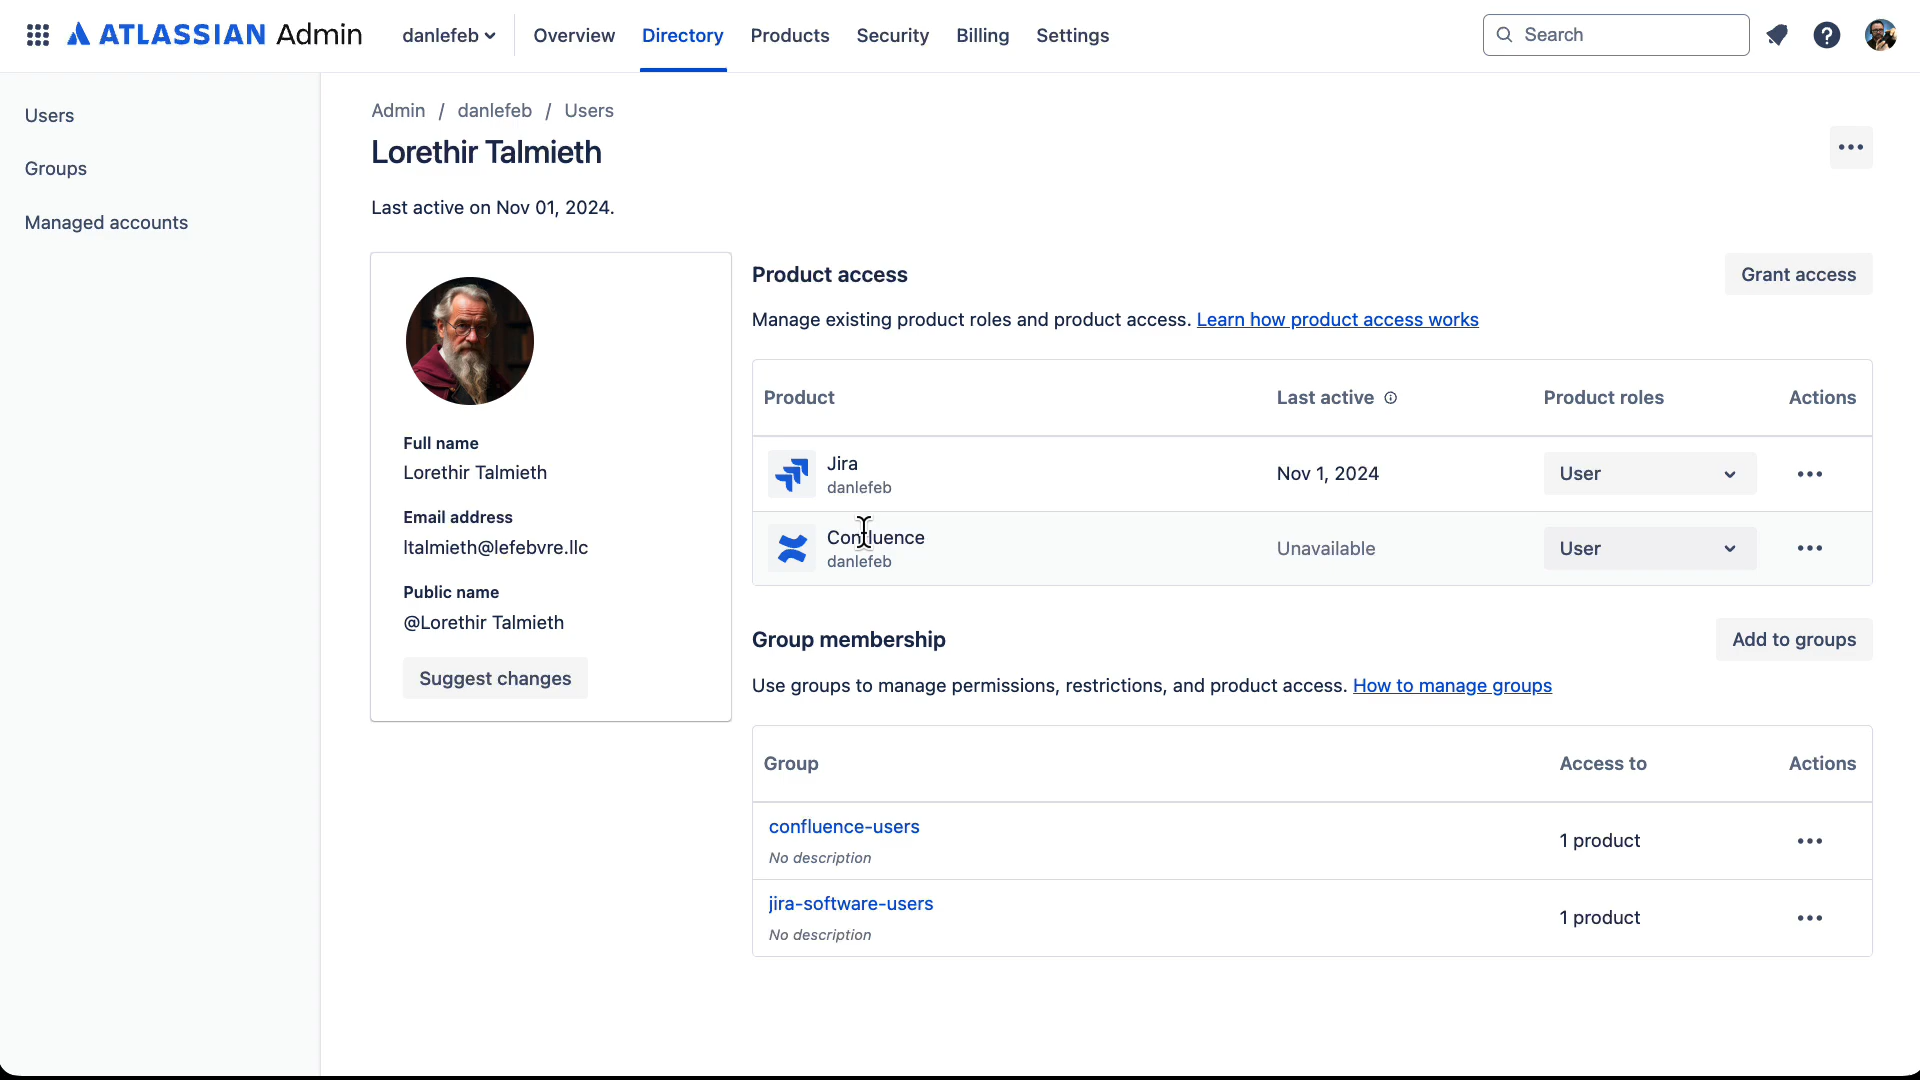 ATLASSIAN Admin
danlefeb
Overview
Directory
Products
Security
Billing
Settings
Search
Users
Groups
Managed accounts
Admin / danlefeb / Users
Lorethir Talmieth
Last active on Nov 01, 2024.
Full name
Lorethir Talmieth
Email address
ltalmieth@lefebvre.llc
Public name
@Lorethir Talmieth
Suggest changes
Product access
Grant access
Manage existing product roles and product access. Learn how product access works
Product
Last active
Product roles
Actions
Jira
danlefeb
Nov 1, 2024
User
Confluence
danlefeb
Unavailable
User
Group membership
Add to groups
Use groups to manage permissions, restrictions, and product access. How to manage groups
Group
Access to
Actions
confluence-users
No description
1 product
jira-software-users
No description
1 product